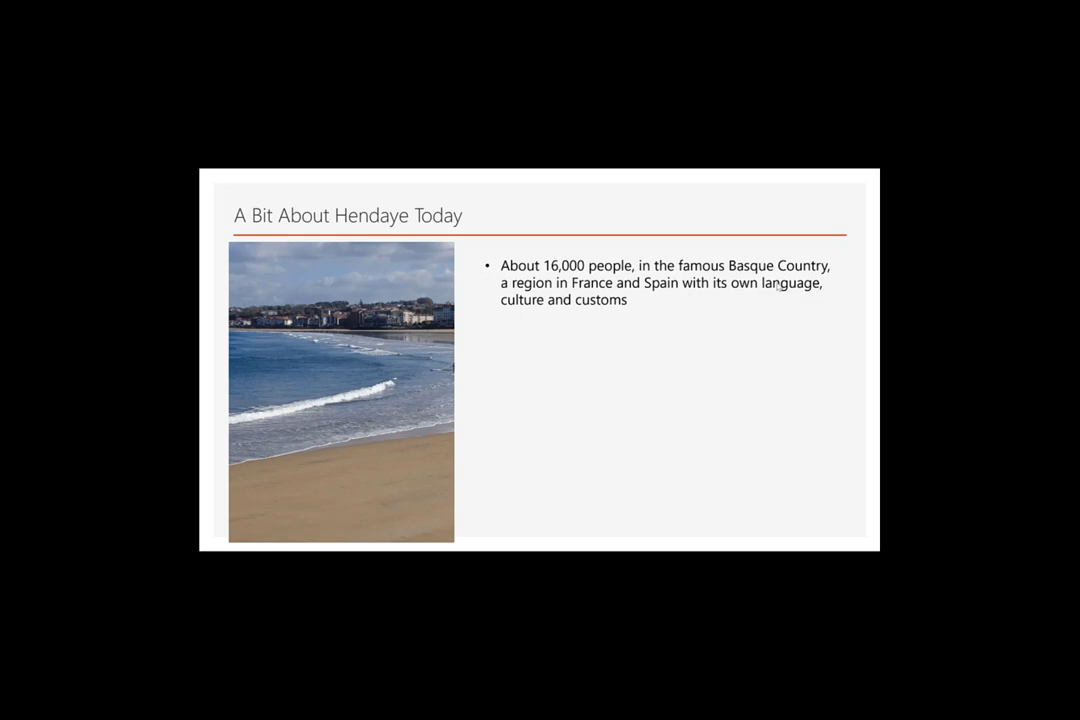 A Bit About Hendaye Today
• About 16,000 people, in the famous Basque Country,
a region in France and Spain with its own language,
culture and customs